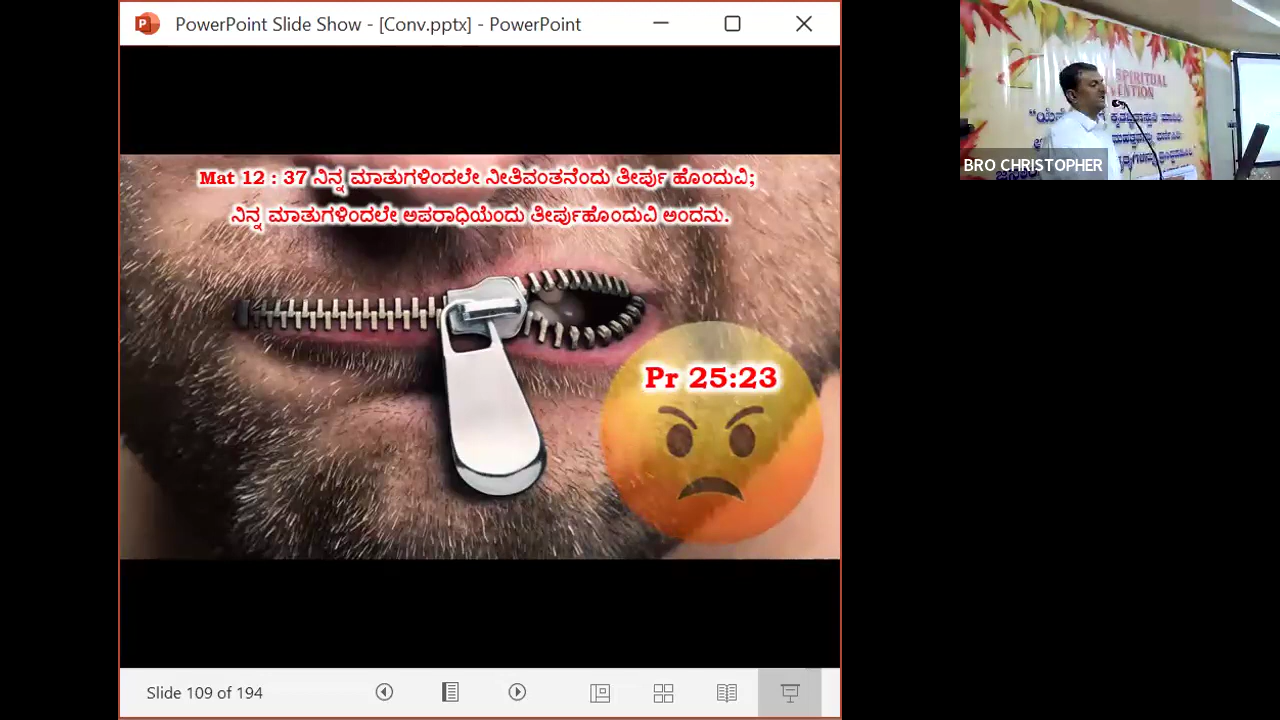 PowerPoint Slide Show - [Conv.pptx] - PowerPoint
Mat 12 : 37 ನಿನ್ನ ಮಾತುಗಳಿಂದಲೇ ನೀತಿವಂತನೆಂದು ತೀರ್ಪು ಹೊಂದುವಿ;
ನಿನ್ನ ಮಾತುಗಳಿಂದಲೇ ಅಪರಾಧಿಯೆಂದು ತೀರ್ಪುಹೊಂದುವಿ ಅಂದನು.
Pr 25:23
Slide 109 of 194
2
SPIRITUAL
BRO CHRISTOPHER